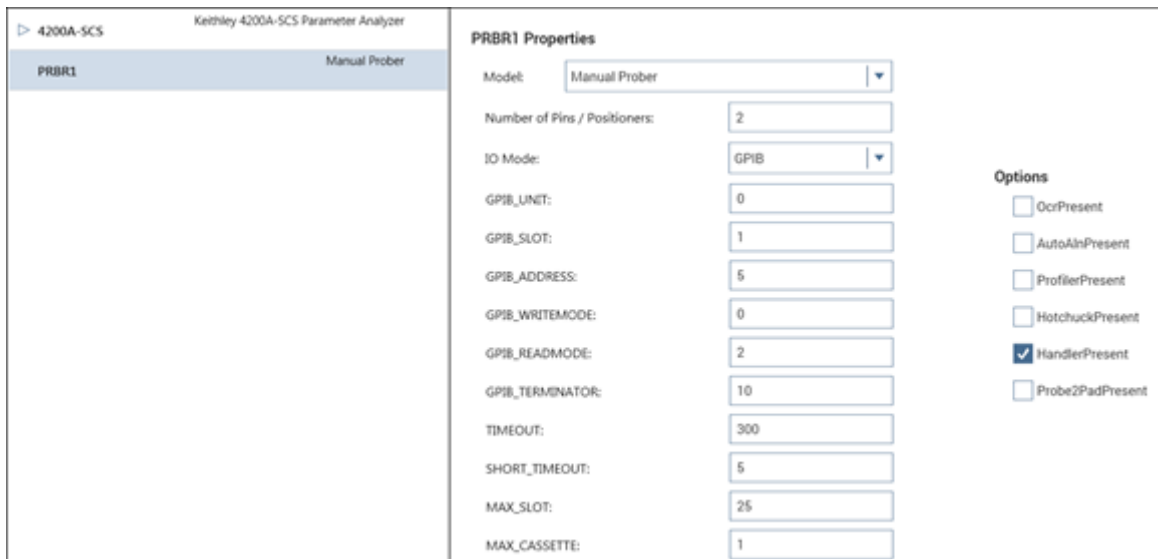 4200A-SCS Keithley 4200A-SCS Parameter Analyzer
PRBR1 Manual Prober
PRBR1 Properties
Model: Manual Prober
Number of Pins / Positioners: 2
IO Mode: GPIB
GPIB_UNIT: 0
GPIB_SLOT: 1
GPIB_ADDRESS: 5
GPIB_WRITEMODE: 0
GPIB_READMODE: 2
GPIB_TERMINATOR: 10
TIMEOUT: 300
SHORT_TIMEOUT: 5
MAX_SLOT: 25
MAX_CASSETTE: 1
Options
OcrPresent
AutoAlnPresent
ProfilerPresent
HotchuckPresent
HandlerPresent
Probe2PadPresent